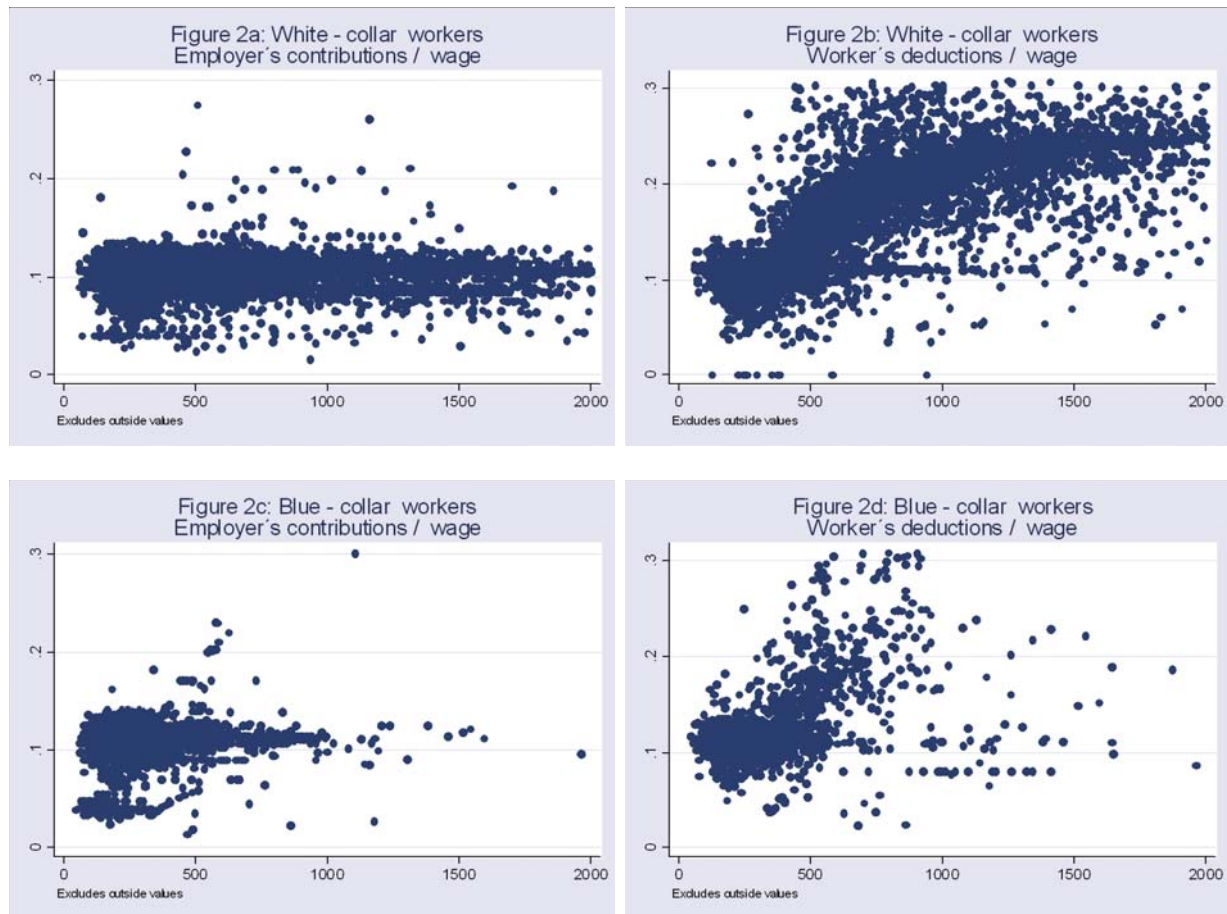 Figure 2a: White - collar workers
Employer´s contributions / wage
.3
.2
.1
0
0 500 1000 1500 2000
Excludes outside values
Figure 2b: White - collar workers
Worker´s deductions / wage
.3
.2
.1
0
0 500 1000 1500 2000
Excludes outside values
Figure 2c: Blue - collar workers
Employer´s contributions / wage
.3
.2
.1
0
0 500 1000 1500 2000
Excludes outside values
Figure 2d: Blue - collar workers
Worker´s deductions / wage
.3
.2
.1
0
0 500 1000 1500 2000
Excludes outside values